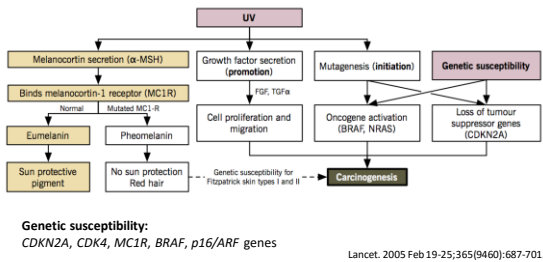 UV
Melanocortin secretion (α-MSH)
Growth factor secretion
(promotion)
Mutagenesis (initiation)
Genetic susceptibility
Binds melanocortin-1 receptor (MC1R)
FGF, TGFα
Normal
Mutated MC1-R
Eumelanin
Pheomelanin
Cell proliferation and
migration
Oncogene activation
(BRAF, NRAS)
Loss of tumour
suppressor genes
(CDKN2A)
Sun protective
pigment
No sun protection
Red hair
Genetic susceptibility for
Fitzpatrick skin types I and II
Carcinogenesis
Genetic susceptibility:
CDKN2A, CDK4, MC1R, BRAF, p16/ARF genes
Lancet. 2005 Feb 19-25;365(9460):687-701